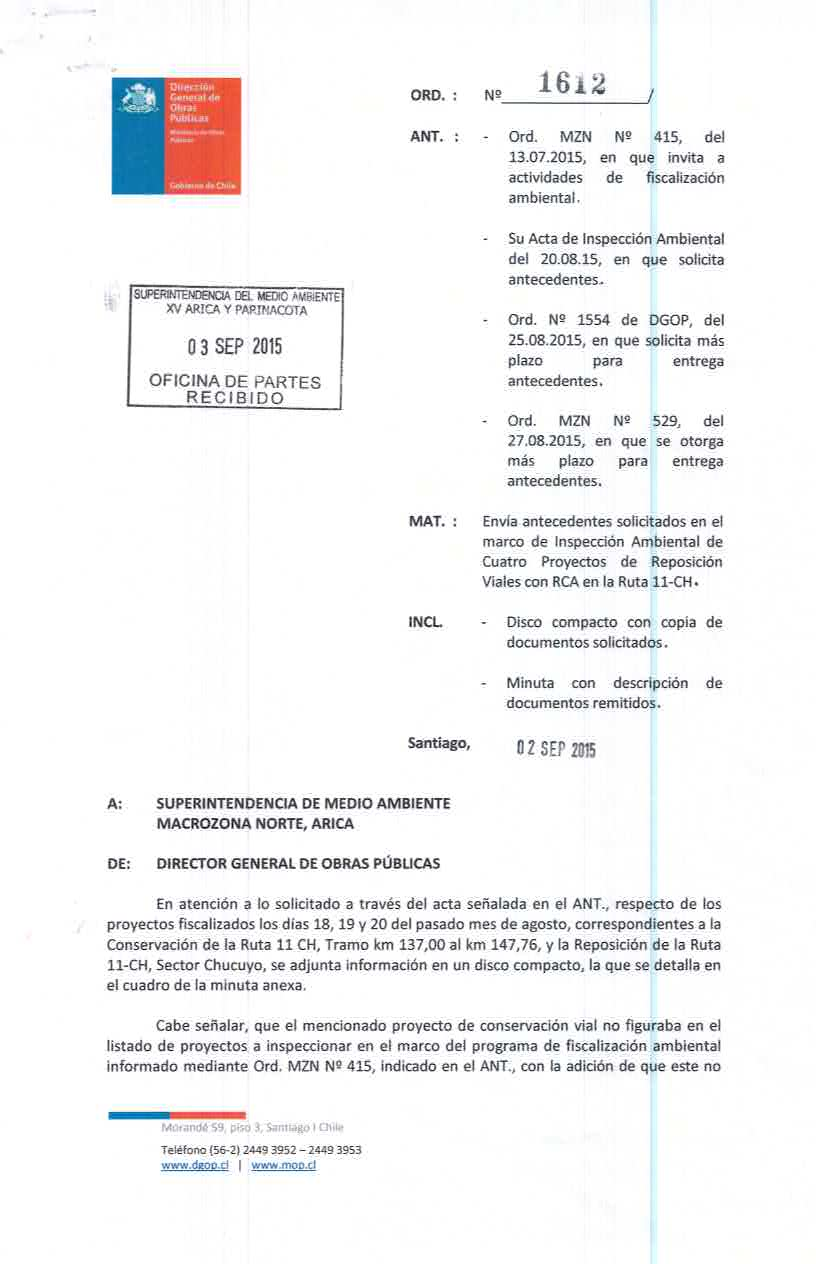 Dirección
General de
Obras
Públicas
Ministerio de Obras
Públicas
Gobierno de Chile
ORD. : Nº 1612 /
ANT. : - Ord. MZN Nº 415, del
13.07.2015, en que invita a
actividades de fiscalización
ambiental.
- Su Acta de Inspección Ambiental
del 20.08.15, en que solicita
antecedentes.
SUPERINTENDENCIA DEL MEDIO AMBIENTE
XV ARICA Y PARINACOTA
03 SEP 2015
OFICINA DE PARTES
RECIBIDO
- Ord. Nº 1554 de DGOP, del
25.08.2015, en que solicita más
plazo para entrega
antecedentes.
- Ord. MZN Nº 529, del
27.08.2015, en que se otorga
más plazo para entrega
antecedentes.
MAT. : Envía antecedentes solicitados en el
marco de Inspección Ambiental de
Cuatro Proyectos de Reposición
Viales con RCA en la Ruta 11-CH.
INCL. - Disco compacto con copia de
documentos solicitados.
- Minuta con descripción de
documentos remitidos.
Santiago, 02 SEP 2015
A: SUPERINTENDENCIA DE MEDIO AMBIENTE
MACROZONA NORTE, ARICA
DE: DIRECTOR GENERAL DE OBRAS PÚBLICAS
En atención a lo solicitado a través del acta señalada en el ANT., respecto de los
proyectos fiscalizados los días 18, 19 y 20 del pasado mes de agosto, correspondientes a la
Conservación de la Ruta 11 CH, Tramo km 137,00 al km 147,76, y la Reposición de la Ruta
11-CH, Sector Chucuyo, se adjunta información en un disco compacto, la que se detalla en
el cuadro de la minuta anexa.
Cabe señalar, que el mencionado proyecto de conservación vial no figuraba en el
listado de proyectos a inspeccionar en el marco del programa de fiscalización ambiental
informado mediante Ord. MZN Nº 415, indicado en el ANT., con la adición de que este no
Morandé 59, piso 3, Santiago I Chile
Teléfono (56-2) 2449 3952 – 2449 3953
www.dgop.cl | www.mop.cl